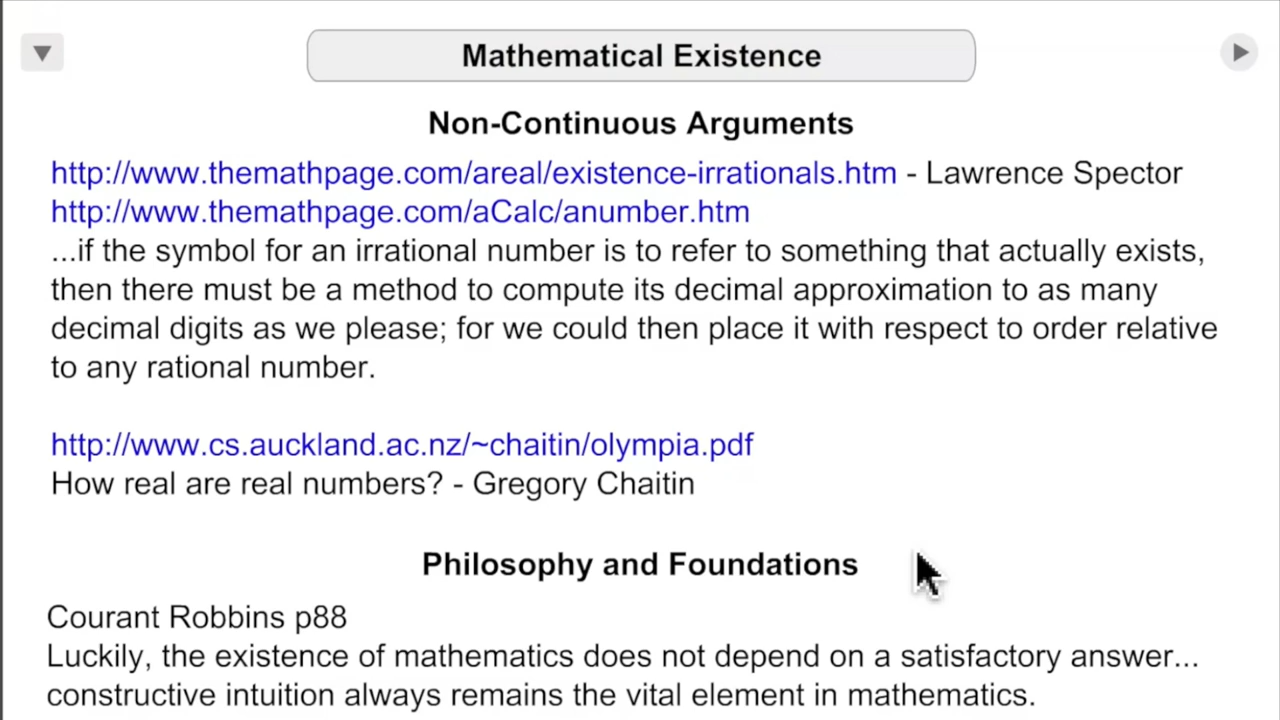 Mathematical Existence
Non-Continuous Arguments
http://www.themathpage.com/areal/existence-irrationals.htm - Lawrence Spector
http://www.themathpage.com/aCalc/anumber.htm
...if the symbol for an irrational number is to refer to something that actually exists,
then there must be a method to compute its decimal approximation to as many
decimal digits as we please; for we could then place it with respect to order relative
to any rational number.
http://www.cs.auckland.ac.nz/~chaitin/olympia.pdf
How real are real numbers? - Gregory Chaitin
Philosophy and Foundations
Courant Robbins p88
Luckily, the existence of mathematics does not depend on a satisfactory answer...
constructive intuition always remains the vital element in mathematics.